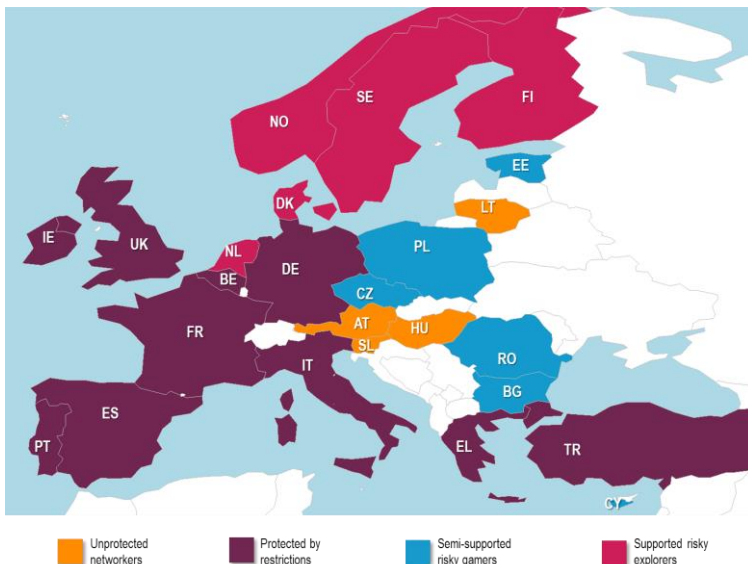 SE
FI
NO
EE
DK
LT
IE
UK
NL
PL
BE
DE
CZ
AT
HU
FR
SL
RO
IT
BG
ES
PT
EL
TR
CY
Unprotected
networkers
Protected by
restrictions
Semi-supported
risky gamers
Supported risky
explorers